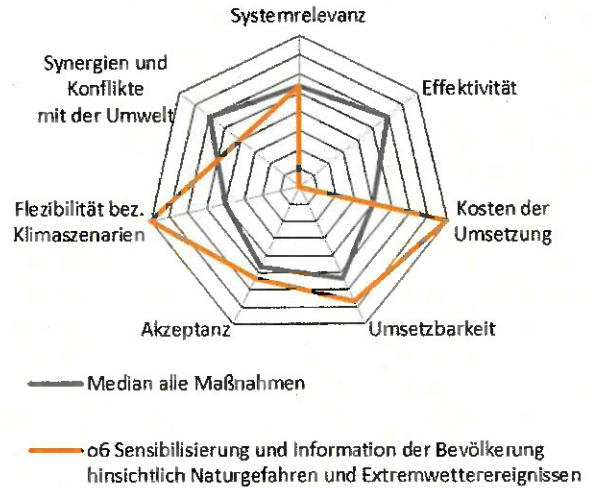 Systemrelevanz
Synergien und
Konflikte
mit der Umwelt
Effektivität
Flezibilität bez.
Klimaszenarien
Kosten der
Umsetzung
Akzeptanz
Umsetzbarkeit
Median alle Maßnahmen
o6 Sensibilisierung und Information der Bevölkerung
hinsichtlich Naturgefahren und Extremwetterereignissen